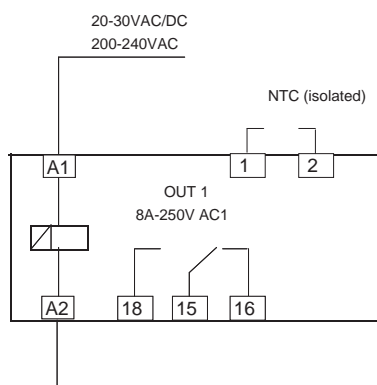 20-30VAC/DC
200-240VAC
NTC (isolated)
A1
1
2
OUT 1
8A-250V AC1
A2
18
15
16